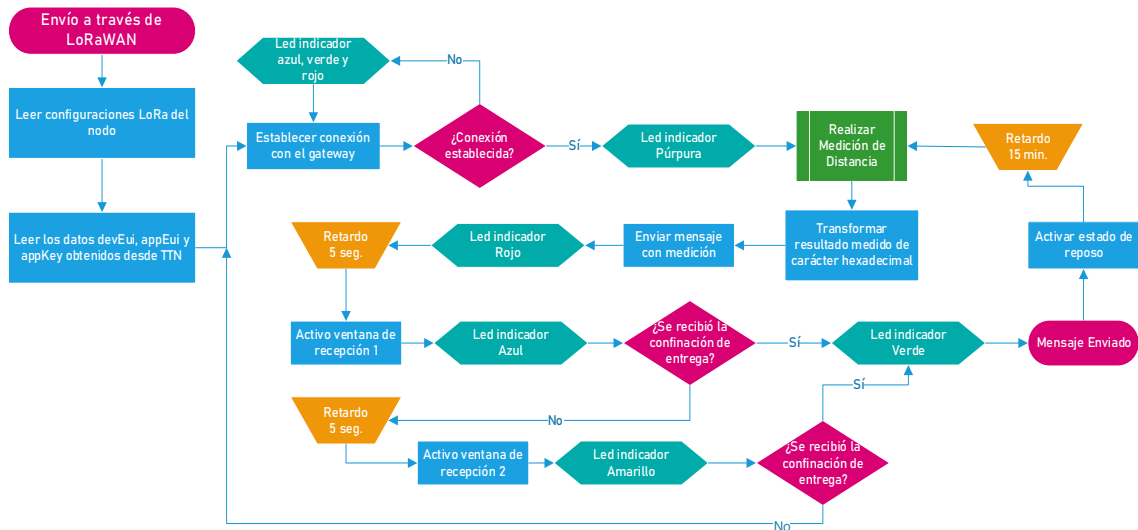 Envío a través de
LoRaWAN
Leer configuraciones LoRa del
nodo
Leer los datos devEui, appEui y
appKey obtenidos desde TTN
Led indicador
azul, verde y
rojo
No
Establecer conexión
con el gateway
¿Conexión
establecida?
Sí
Led indicador
Púrpura
Realizar
Medición de
Distancia
Retardo
15 min.
Transformar
resultado medido de
carácter hexadecimal
Enviar mensaje
con medición
Led indicador
Rojo
Retardo
5 seg.
Activar estado de
reposo
Activo ventana de
recepción 1
Led indicador
Azul
¿Se recibió la
confinación de
entrega?
Sí
Led indicador
Verde
Mensaje Enviado
No
Retardo
5 seg.
Activo ventana de
recepción 2
Led indicador
Amarillo
¿Se recibió la
confinación de
entrega?
Sí
No